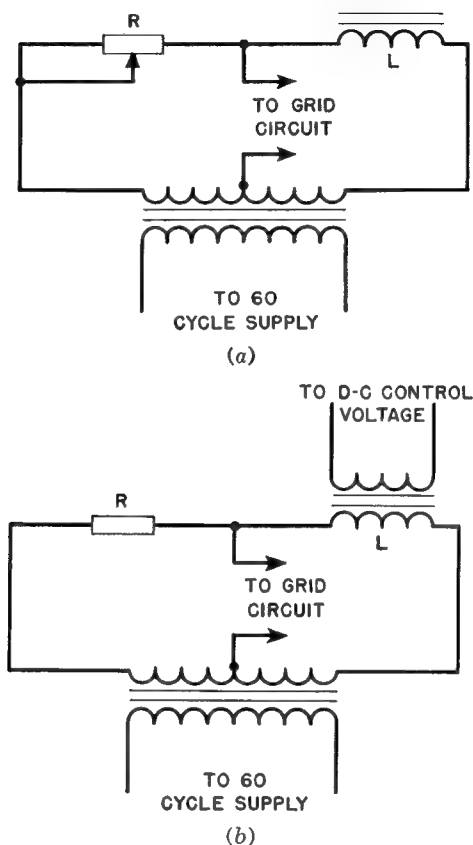 R
L
TO GRID
CIRCUIT
TO 60
CYCLE SUPPLY
(a)
TO D-C CONTROL
VOLTAGE
R
L
TO GRID
CIRCUIT
TO 60
CYCLE SUPPLY
(b)